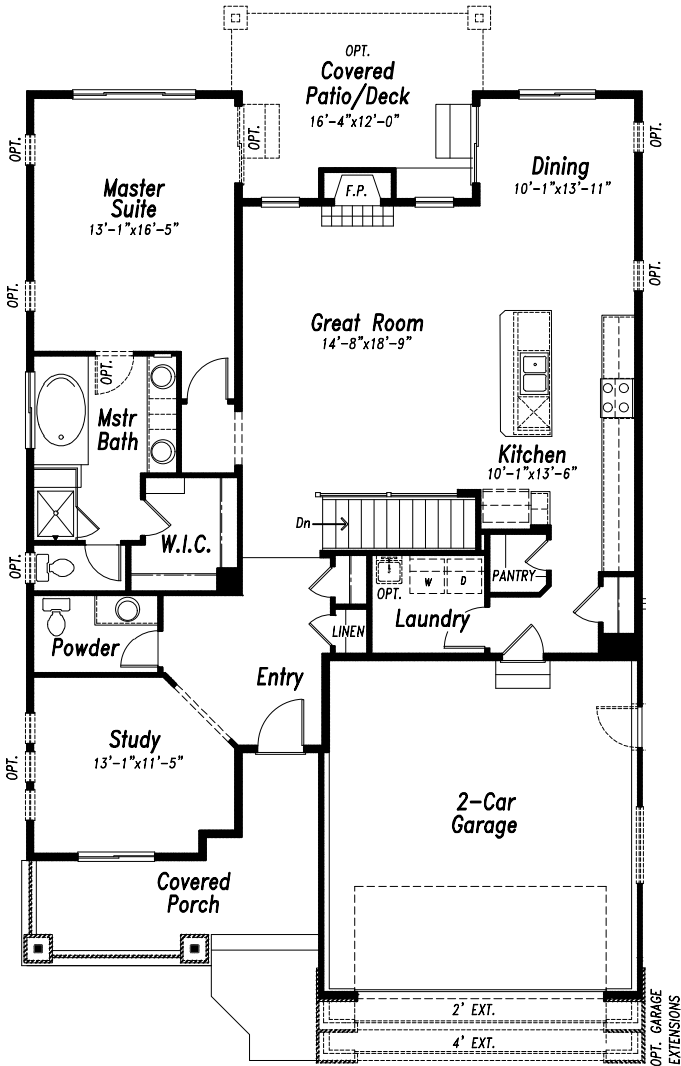 OPT.
Covered
Patio/Deck
16'-4"x12'-0"
OPT.
OPT.
OPT.
Master
Suite
13'-1"x16'-5"
F.P.
Dining
10'-1"x13'-11"
OPT.
OPT.
Great Room
14'-8"x18'-9"
OPT.
Mstr
Bath
Kitchen
10'-1"x13'-6"
Dn
W.I.C.
OPT.
OPT.
W
D
PANTRY
Laundry
LINEN
Powder
Entry
Study
13'-1"x11'-5"
OPT.
2-Car
Garage
Covered
Porch
2' EXT.
4' EXT.
OPT. GARAGE
EXTENSIONS